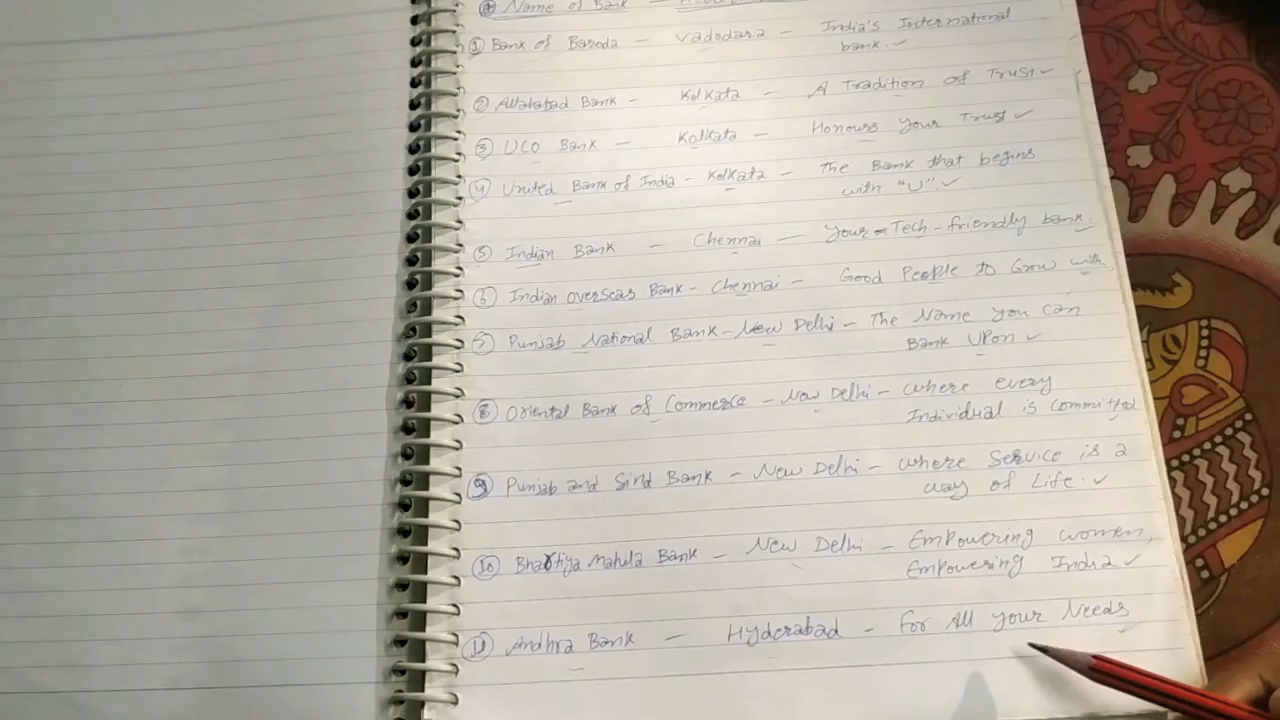 Name of Bank —
① Bank of Baroda — Vadodara — India's International
bank.
② Allahabad Bank — Kolkata — A Tradition of Trust
③ UCO Bank — Kolkata — Honours Your Trust
④ United Bank of India - Kolkata - The Bank that begins
with "U".
⑤ Indian Bank — Chennai — Your Tech-friendly bank.
⑥ Indian Overseas Bank - Chennai - Good People to Grow with.
Punjab National Bank - New Delhi - The Name you can
Bank Upon
⑧ Oriental Bank of Commerce - New Delhi - where every
Individual is committed
⑨ Punjab and Sind Bank - New Delhi - where Service is a
way of Life.
⑩ Bhartiya Mahila Bank - New Delhi - Empowering women,
Empowering India
⑪ Andhra Bank — Hyderabad - For All Your Needs